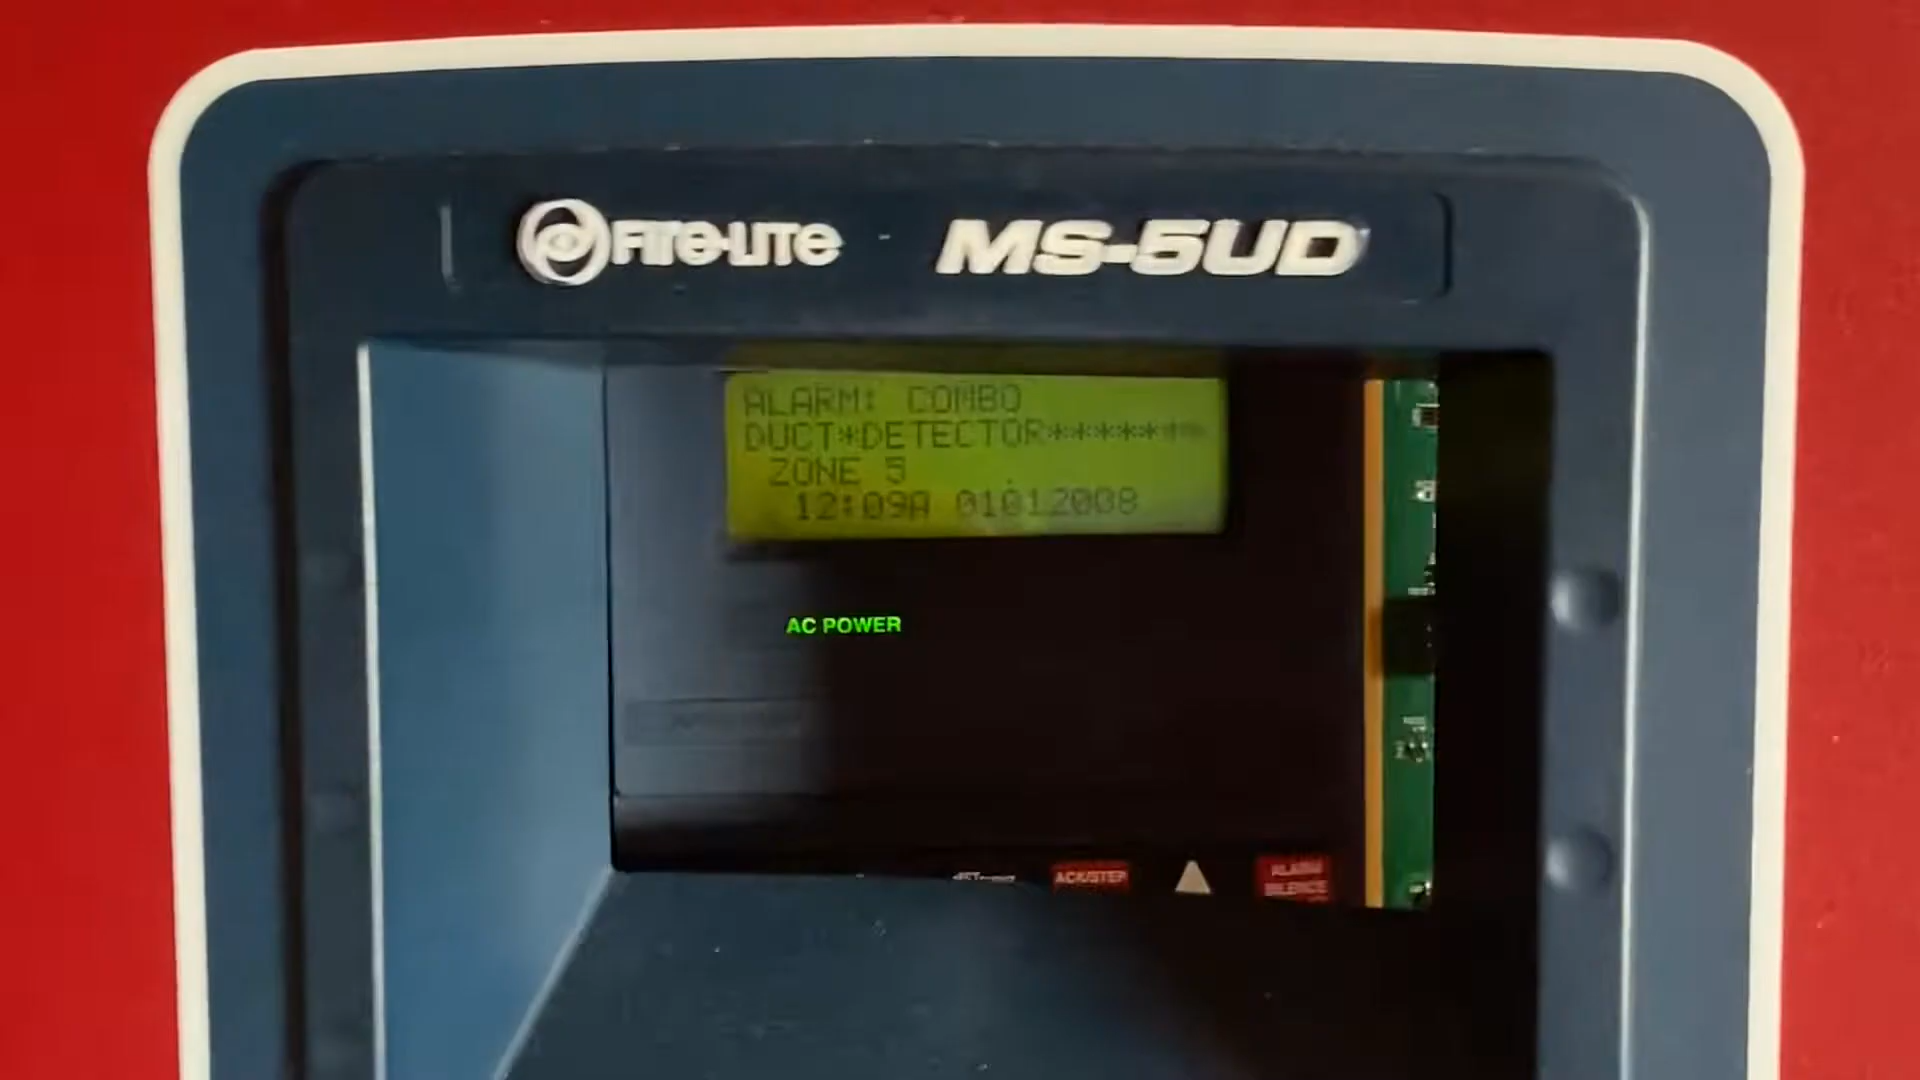 FIRE-LITE MS-5UD
ALARM: COMBO
DUCT*DETECTOR*******
ZONE 5
12:09A 01012008
AC POWER
ACK/STEP
ALARM
SILENCE